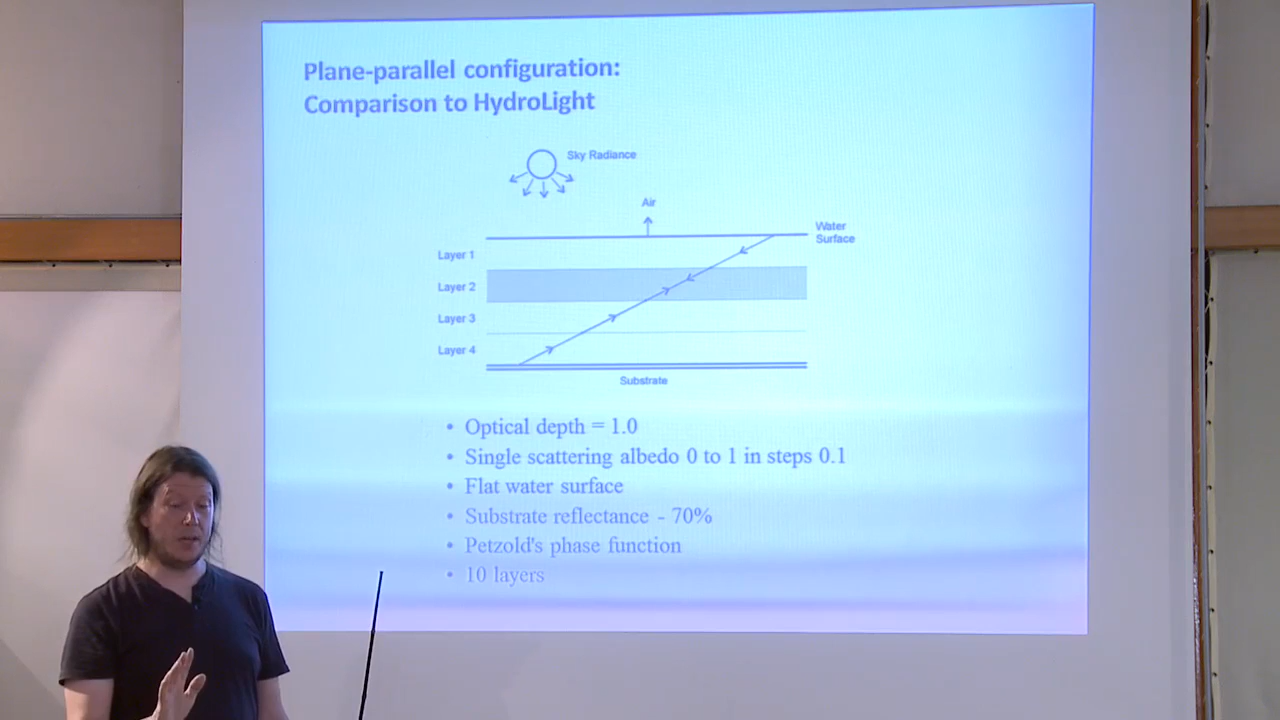 Plane-parallel configuration:
Comparison to HydroLight
Sky Radiance
Air
Water
Surface
Layer 1
Layer 2
Layer 3
Layer 4
Substrate
• Optical depth = 1.0
• Single scattering albedo 0 to 1 in steps 0.1
• Flat water surface
• Substrate reflectance - 70%
• Petzold's phase function
• 10 layers